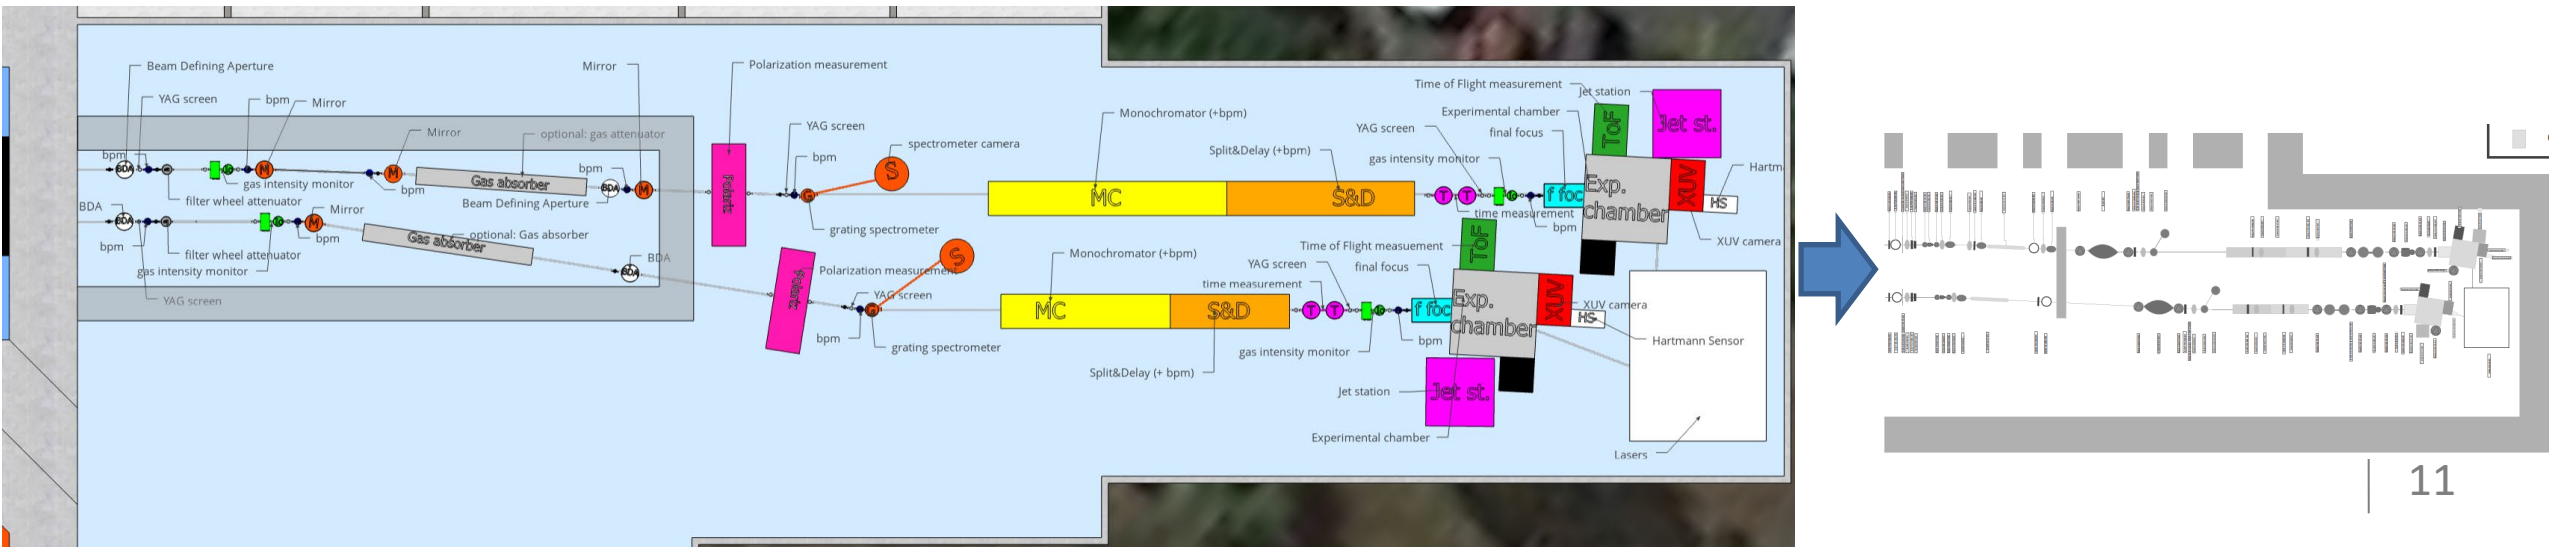 Beam Defining Aperture
Mirror
Polarization measurement
YAG screen
bpm
Mirror
Mirror
optional: gas attenuator
bpm
BDA
M
M
bpm
Gas absorber
bpm
BDA
M
gas intensity monitor
filter wheel attenuator
Beam Defining Aperture
BDA
BDA
Mirror
M
bpm
bpm
filter wheel attenuator
gas intensity monitor
Gas absorber
optional: Gas absorber
BDA
BDA
YAG screen
YAG screen
bpm
spectrometer camera
S
G
grating spectrometer
Monochromator (+bpm)
Split&Delay (+bpm)
MC
S&D
Time of Flight measurement
Jet station
Experimental chamber
YAG screen
final focus
gas intensity monitor
ToF
Jet st.
T
T
f foc
Exp.
chamber
XUV
HS
Hartm
time measurement
bpm
XUV camera
Polarization measurement
S
YAG screen
G
bpm
grating spectrometer
Monochromator (+bpm)
MC
S&D
Split&Delay (+ bpm)
Time of Flight measuement
YAG screen
final focus
time measurement
ToF
T
T
f foc
Exp.
chamber
XUV
XUV camera
HS
Hartmann Sensor
gas intensity monitor
bpm
Jet station
Jet st.
Experimental chamber
Lasers
11